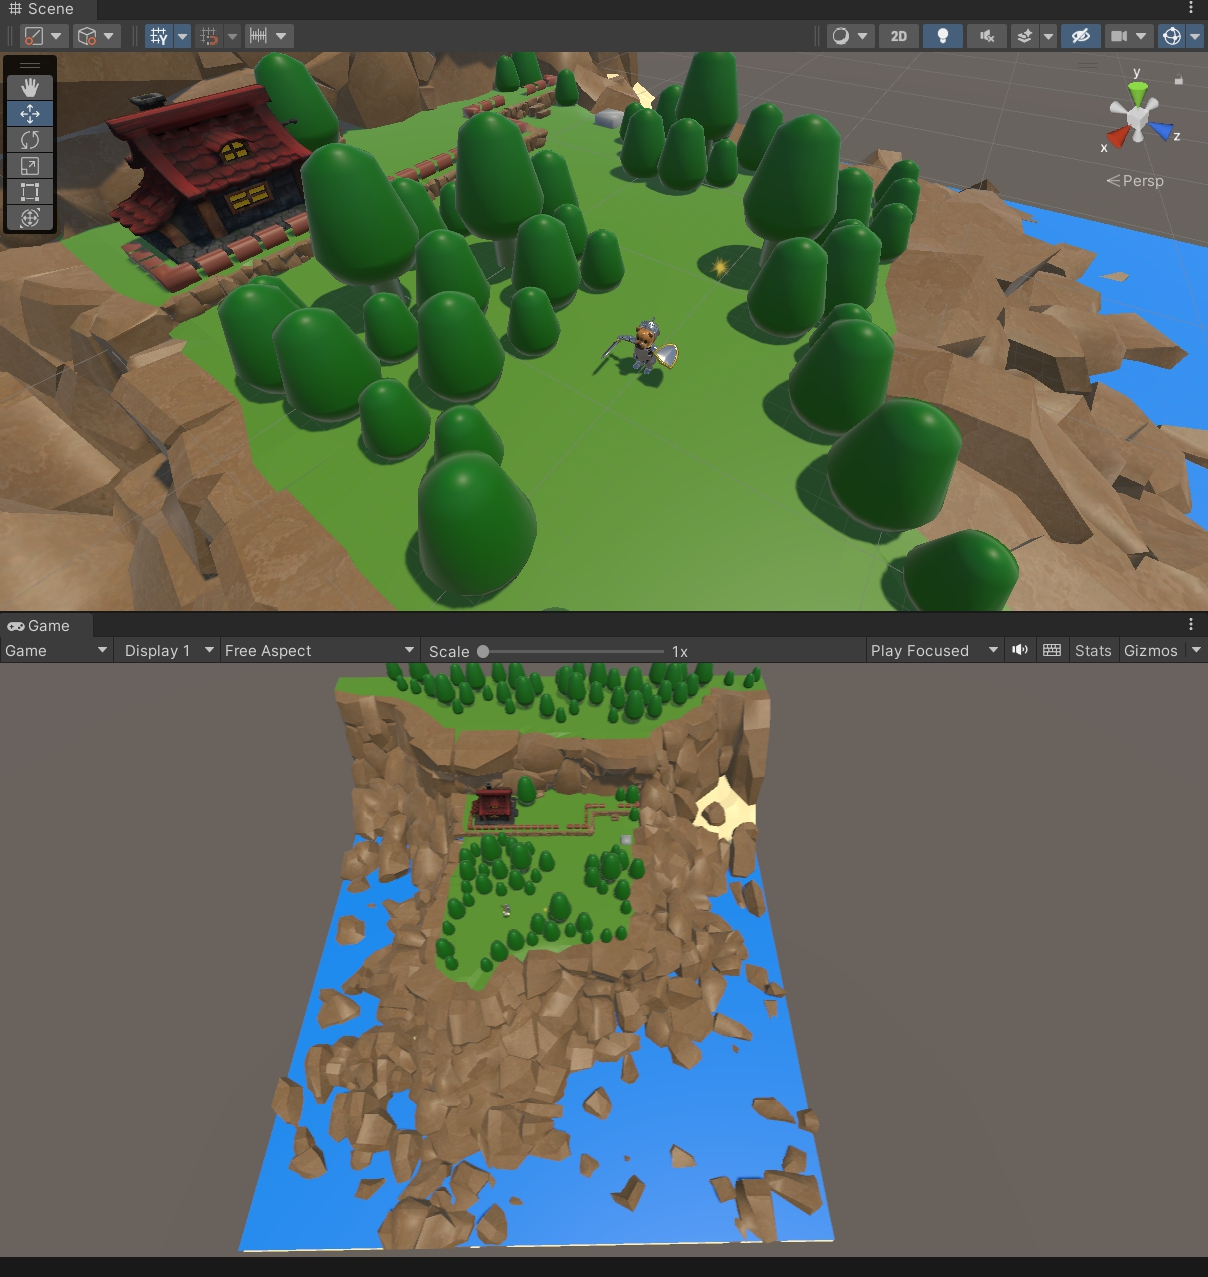 Scene
2D
y
x
z
Persp
Game
Game
Display 1
Free Aspect
Scale
1x
Play Focused
Stats
Gizmos